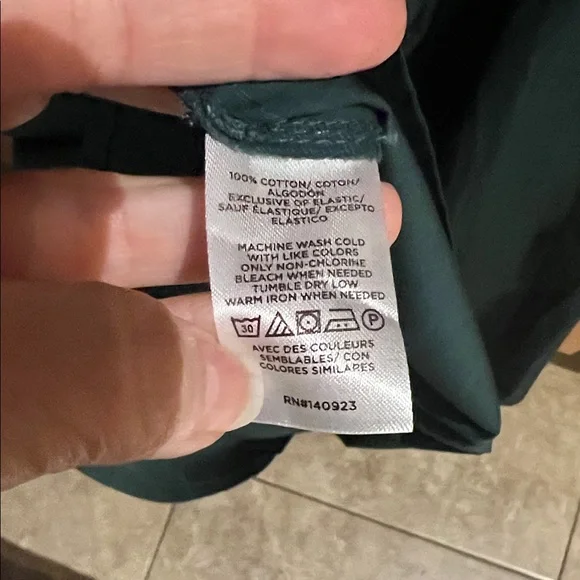 100% COTTON/ COTON/
ALGODÓN
EXCLUSIVE OF ELASTIC/
SAUF ÉLASTIQUE/ EXCEPTO
ELÁSTICO
MACHINE WASH COLD
WITH LIKE COLORS
ONLY NON-CHLORINE
BLEACH WHEN NEEDED
TUMBLE DRY LOW
WARM IRON WHEN NEEDED
30 P
AVEC DES COULEURS
SEMBLABLES/ CON
COLORES SIMILARES
RN#140923